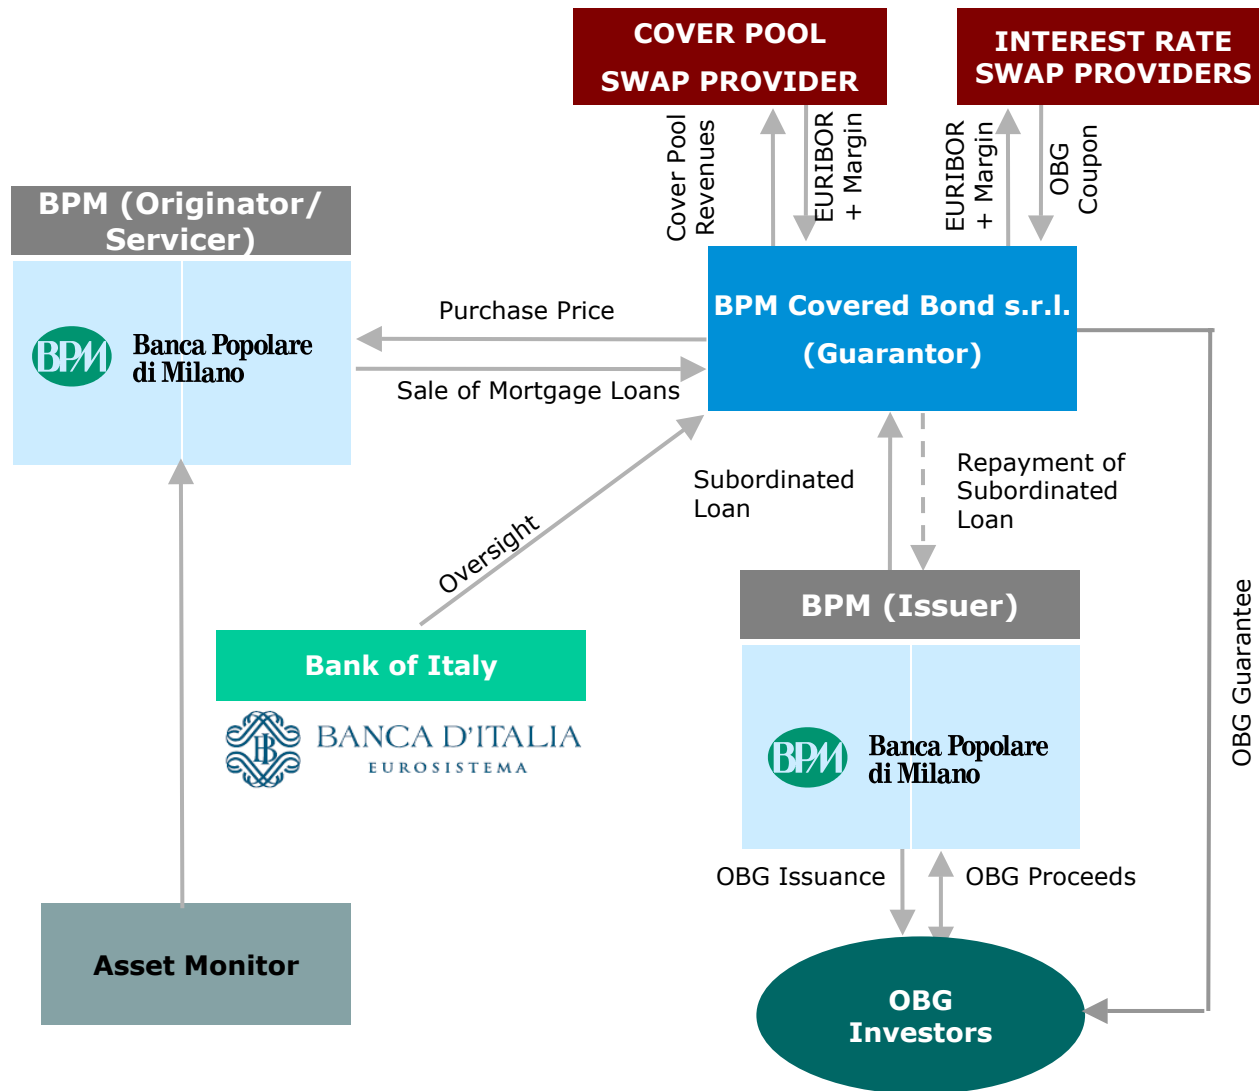 COVER POOL
SWAP PROVIDER
INTEREST RATE
SWAP PROVIDERS
Cover Pool
Revenues
EURIBOR
+ Margin
EURIBOR
+ Margin
OBG
Coupon
BPM (Originator/
Servicer)
BPM
Banca Popolare
di Milano
Purchase Price
Sale of Mortgage Loans
BPM Covered Bond s.r.l.
(Guarantor)
Oversight
Subordinated
Loan
Repayment of
Subordinated
Loan
OBG Guarantee
Bank of Italy
BANCA D'ITALIA
EUROSISTEMA
BPM (Issuer)
BPM
Banca Popolare
di Milano
OBG Issuance
OBG Proceeds
Asset Monitor
OBG
Investors